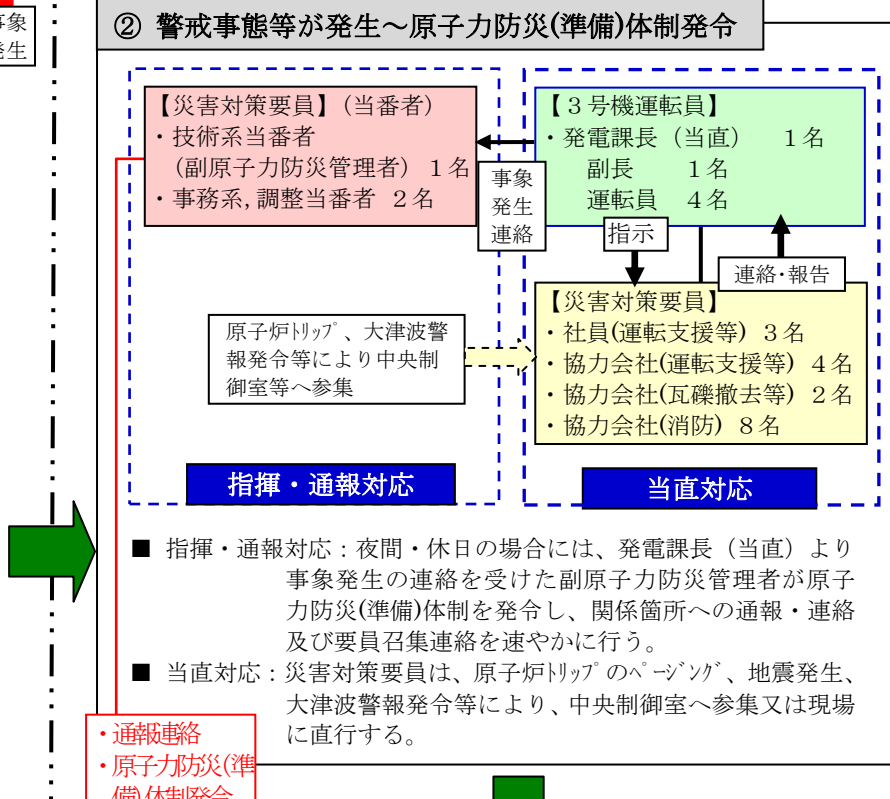 事象
発生
② 警戒事態等が発生～原子力防災(準備)体制発令
【災害対策要員】(当番者)
・技術系当番者
(副原子力防災管理者) 1名
・事務系,調整当番者 2名
事象
発生
連絡
【３号機運転員】
・発電課長（当直） 1名
副長 1名
運転員 4名
指示
連絡・報告
【災害対策要員】
・社員(運転支援等) 3名
・協力会社(運転支援等) 4名
・協力会社(瓦礫撤去等) 2名
・協力会社(消防) 8名
原子炉ﾄﾘｯﾌﾟ、大津波警
報発令等により中央制
御室等へ参集
指揮・通報対応
当直対応
■ 指揮・通報対応：夜間・休日の場合には、発電課長（当直）より
事象発生の連絡を受けた副原子力防災管理者が原子
力防災(準備)体制を発令し、関係箇所への通報・連絡
及び要員召集連絡を速やかに行う。
■ 当直対応：災害対策要員は、原子炉ﾄﾘｯﾌﾟのﾍﾟｰｼﾞﾝｸﾞ、地震発生、
大津波警報発令等により、中央制御室へ参集又は現場
に直行する。
・通報連絡
・原子力防災(準
備)体制発令